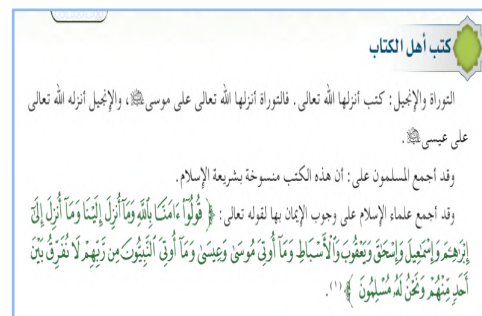 كتب أهل الكتاب
التوراة والإنجيل: كتب أنزلها الله تعالى. فالتوراة أنزلها الله تعالى على موسى ﷺ، والإنجيل أنزله الله تعالى
على عيسى ﷺ.
وقد أجمع المسلمون على: أن هذه الكتب منسوخة بشريعة الإسلام.
وقد أجمع علماء الإسلام على وجوب الإيمان بها لقوله تعالى: ﴿ قُولُوٓا۟ ءَامَنَّا بِٱللَّهِ وَمَآ أُنزِلَ إِلَيْنَا وَمَآ أُنزِلَ إِلَىٰٓ
إِبْرَٰهِـۧمَ وَإِسْمَٰعِيلَ وَإِسْحَٰقَ وَيَعْقُوبَ وَٱلْأَسْبَاطِ وَمَآ أُوتِىَ مُوسَىٰ وَعِيسَىٰ وَمَآ أُوتِىَ ٱلنَّبِيُّونَ مِن رَّبِّهِمْ لَا نُفَرِّقُ بَيْنَ
أَحَدٍ مِّنْهُمْ وَنَحْنُ لَهُۥ مُسْلِمُونَ ﴾(١).